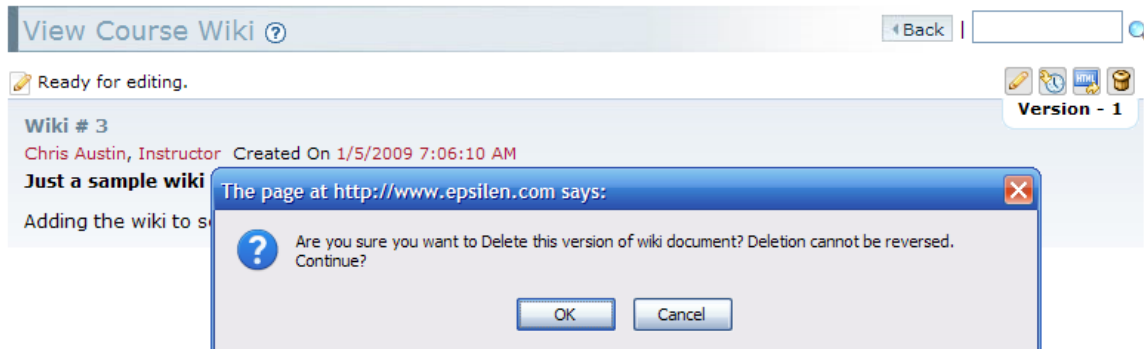 View Course Wiki ?
Back |
Ready for editing.
HTML
Version - 1
Wiki # 3
Chris Austin, Instructor Created On 1/5/2009 7:06:10 AM
Just a sample wiki
Adding the wiki to
The page at http://www.epsilen.com says:
Are you sure you want to Delete this version of wiki document? Deletion cannot be reversed.
Continue?
OK Cancel